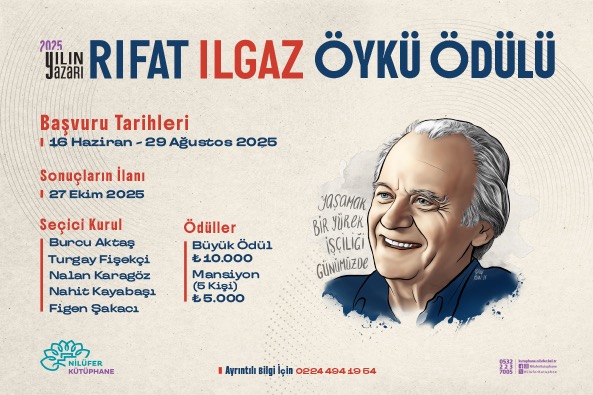 2025
YILIN
yAZARI
RIFAT ILGAZ ÖYKÜ ÖDÜLÜ
Başvuru Tarihleri
16 Haziran - 29 Ağustos 2025
Sonuçların İlanı
27 Ekim 2025
Seçici Kurul
Burcu Aktaş
Turgay Fişekçi
Nalan Karagöz
Nahit Kayabaşı
Figen Şakacı
Ödüller
Büyük Ödül
₺ 10.000
Mansiyon
(5 Kişi)
₺ 5.000
YAŞAMAK
BİR YÜREK
İŞÇİLİĞİ
GÜNÜMÜZDE
NİLÜFER
KÜTÜPHANE
Ayrıntılı Bilgi İçin 0224 494 19 54
0532
223
7005